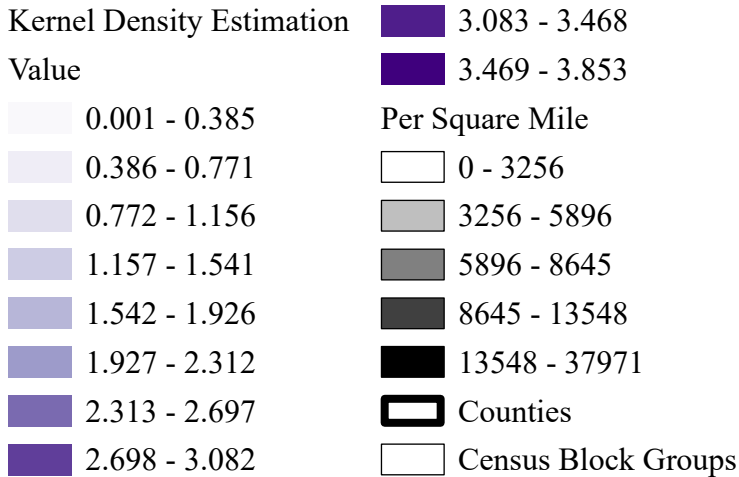 Kernel Density Estimation
Value
0.001 - 0.385
0.386 - 0.771
0.772 - 1.156
1.157 - 1.541
1.542 - 1.926
1.927 - 2.312
2.313 - 2.697
2.698 - 3.082
3.083 - 3.468
3.469 - 3.853
Per Square Mile
0 - 3256
3256 - 5896
5896 - 8645
8645 - 13548
13548 - 37971
Counties
Census Block Groups